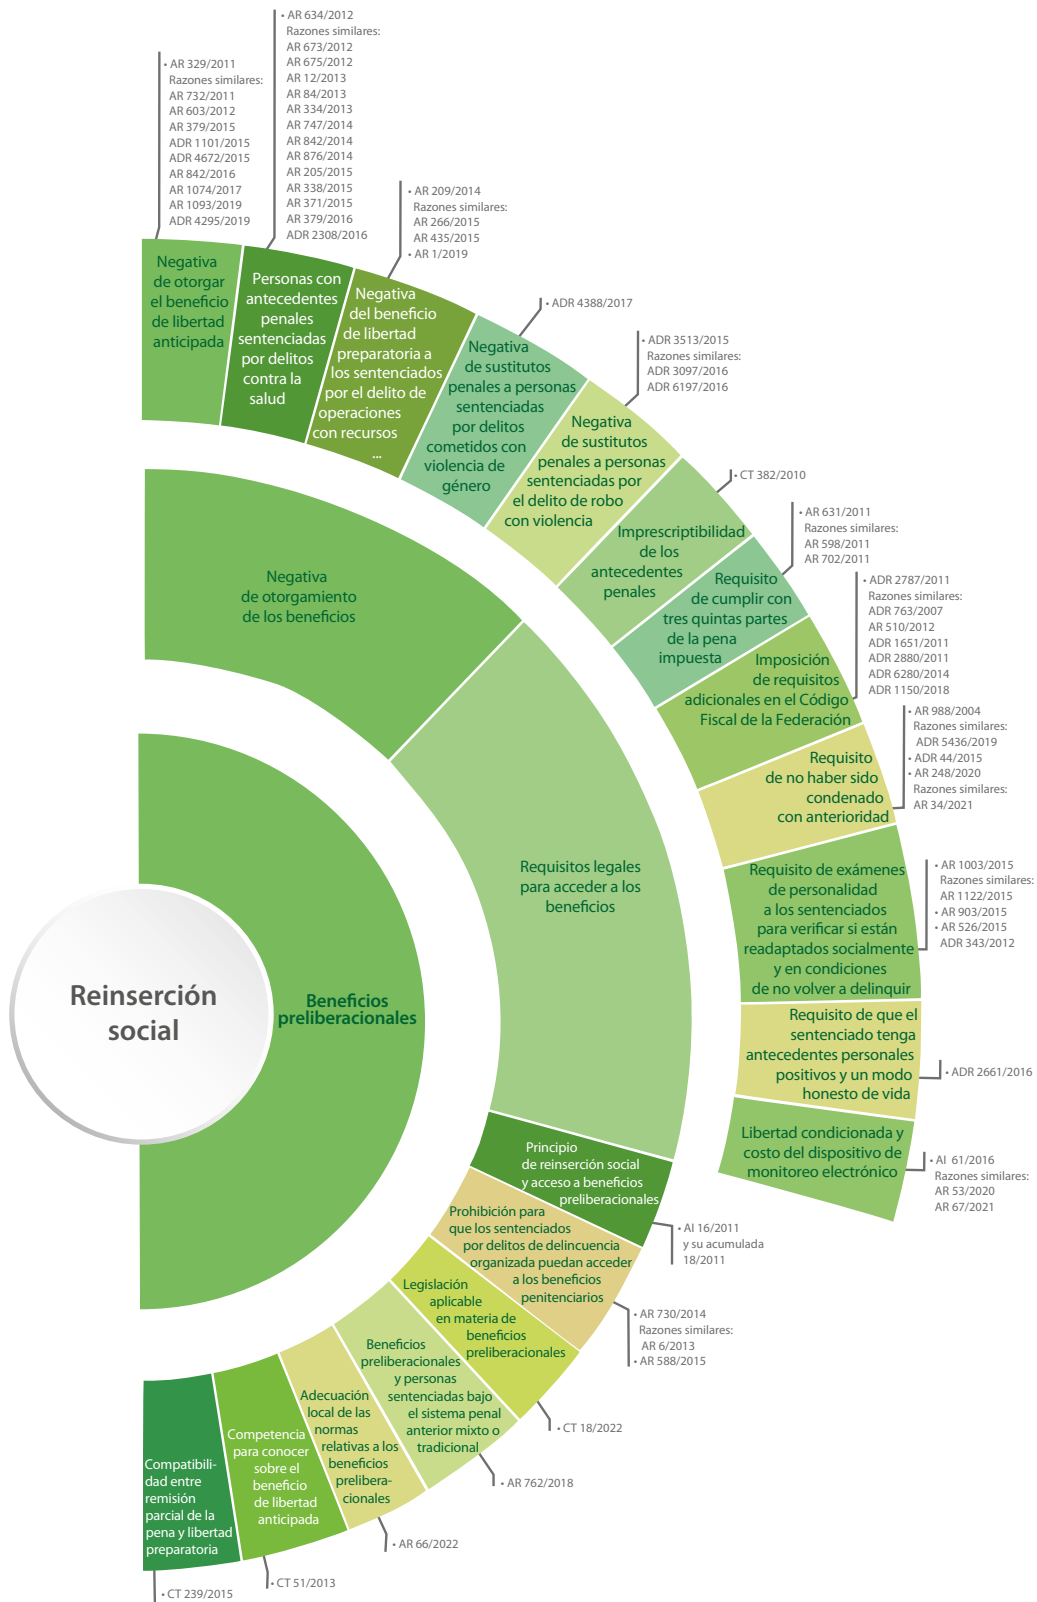 • AR 634/2012
Razones similares:
AR 673/2012
AR 675/2012
AR 12/2013
AR 84/2013
AR 334/2013
AR 747/2014
AR 842/2014
AR 876/2014
AR 205/2015
AR 338/2015
AR 371/2015
AR 379/2016
ADR 2308/2016
• AR 329/2011
Razones similares:
AR 732/2011
AR 603/2012
AR 379/2015
ADR 1101/2015
ADR 4672/2015
AR 842/2016
AR 1074/2017
AR 1093/2019
ADR 4295/2019
• AR 209/2014
Razones similares:
AR 266/2015
AR 435/2015
• AR 1/2019
• ADR 4388/2017
• ADR 3513/2015
Razones similares:
ADR 3097/2016
ADR 6197/2016
• CT 382/2010
• AR 631/2011
Razones similares:
AR 598/2011
AR 702/2011
• ADR 2787/2011
Razones similares:
ADR 763/2007
AR 510/2012
ADR 1651/2011
ADR 2880/2011
ADR 6280/2014
ADR 1150/2018
• AR 988/2004
Razones similares:
ADR 5436/2019
• ADR 44/2015
• AR 248/2020
Razones similares:
AR 34/2021
• AR 1003/2015
Razones similares:
AR 1122/2015
• AR 903/2015
• AR 526/2015
ADR 343/2012
• ADR 2661/2016
• AI 61/2016
Razones similares:
AR 53/2020
AR 67/2021
Negativa
de otorgar
el beneficio
de libertad
anticipada
Personas con
antecedentes
penales
sentenciadas
por delitos
contra la
salud
Negativa
del beneficio
de libertad
preparatoria a
los sentenciados
por el delito de
operaciones
con recursos
...
Negativa
de sustitutos
penales a personas
sentenciadas
por delitos
cometidos con
violencia de
género
Negativa
de sustitutos
penales a personas
sentenciadas por
el delito de robo
con violencia
Imprescriptibilidad
de los
antecedentes
penales
Requisito
de cumplir con
tres quintas partes
de la pena
impuesta
Imposición
de requisitos
adicionales en el Código
Fiscal de la Federación
Requisito
de no haber sido
condenado
con anterioridad
Requisito de exámenes
de personalidad
a los sentenciados
para verificar si están
readaptados socialmente
y en condiciones
de no volver a delinquir
Requisito de que el
sentenciado tenga
antecedentes personales
positivos y un modo
honesto de vida
Libertad condicionada y
costo del dispositivo de
monitoreo electrónico
Negativa
de otorgamiento
de los beneficios
Requisitos legales
para acceder a los
beneficios
Reinserción
social
Beneficios
preliberacionales
Principio
de reinserción social
y acceso a beneficios
preliberacionales
• AI 16/2011
y su acumulada
18/2011
Prohibición para
que los sentenciados
por delitos de delincuencia
organizada puedan acceder
a los beneficios
penitenciarios
• AR 730/2014
Razones similares:
AR 6/2013
• AR 588/2015
Legislación
aplicable
en materia de
beneficios
preliberacionales
• CT 18/2022
Beneficios
preliberacionales
y personas
sentenciadas bajo
el sistema penal
anterior mixto o
tradicional
• AR 762/2018
Adecuación
local de las
normas
relativas a los
beneficios
prelibera-
cionales
• AR 66/2022
Competencia
para conocer
sobre el
beneficio
de libertad
anticipada
• CT 51/2013
Compatibili-
dad entre
remisión
parcial de la
pena y libertad
preparatoria
• CT 239/2015